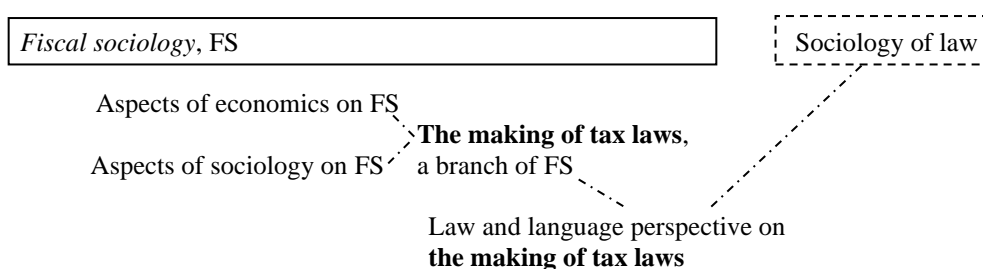 Fiscal sociology, FS
Sociology of law
Aspects of economics on FS
The making of tax laws,
Aspects of sociology on FS
a branch of FS
Law and language perspective on
the making of tax laws